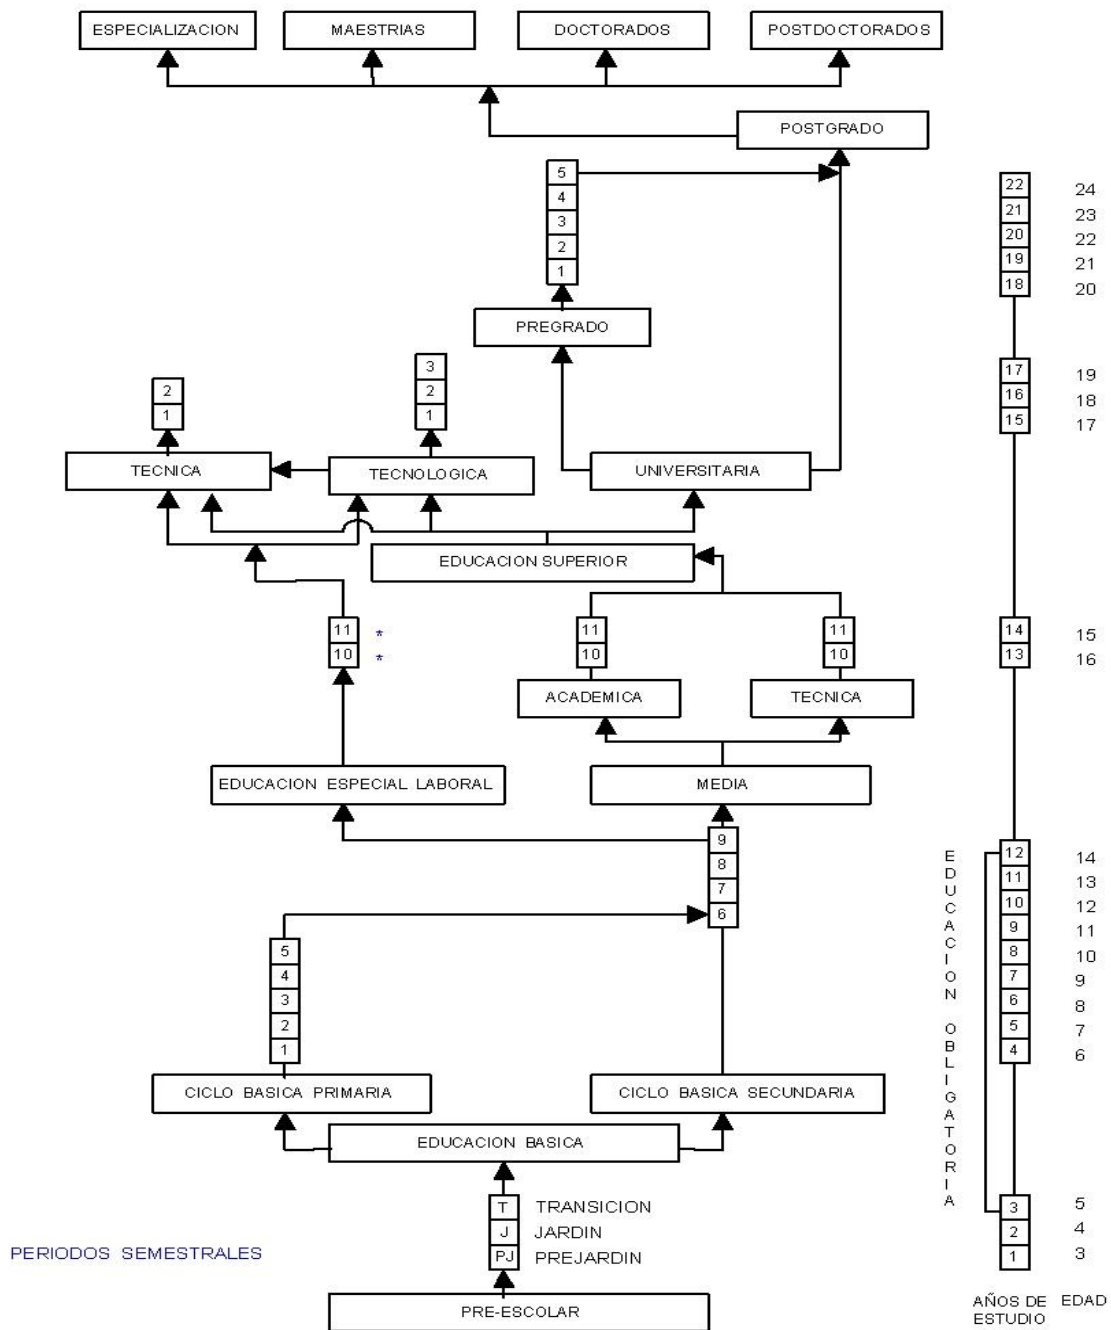 ESPECIALIZACION MAESTRIAS DOCTORADOS POSTDOCTORADOS
POSTGRADO
5
4
3
2
1
22 24
21 23
20 22
19 21
18 20
PREGRADO
3
2
1
2
1
17 19
16 18
15 17
TECNICA TECNOLOGICA UNIVERSITARIA
EDUCACION SUPERIOR
11 * 11 11 14 15
10 * 10 10 13 16
ACADEMICA TECNICA
EDUCACION ESPECIAL LABORAL MEDIA
9
8
7
6
5
4
3
2
1
EDUCACION OBLIGATORIA
12 14
11 13
10 12
9 11
8 10
7 9
6 8
5 7
4 6
CICLO BASICA PRIMARIA CICLO BASICA SECUNDARIA
EDUCACION BASICA
T TRANSICION 3 5
J JARDIN 2 4
PJ PREJARDIN 1 3
PERIODOS SEMESTRALES
PRE-ESCOLAR
AÑOS DE EDAD
ESTUDIO